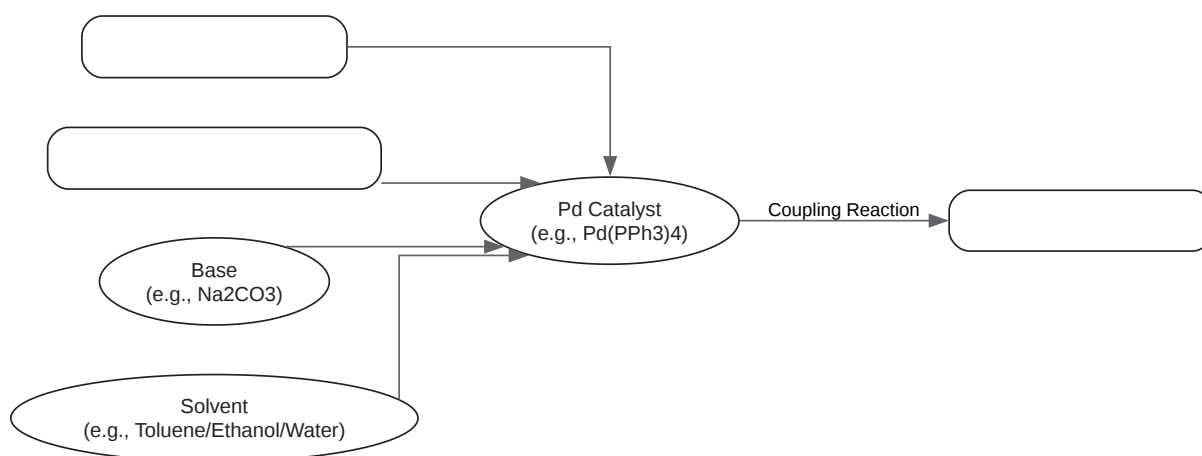 Pd Catalyst
(e.g., Pd(PPh3)4)
Coupling Reaction
Base
(e.g., Na2CO3)
Solvent
(e.g., Toluene/Ethanol/Water)